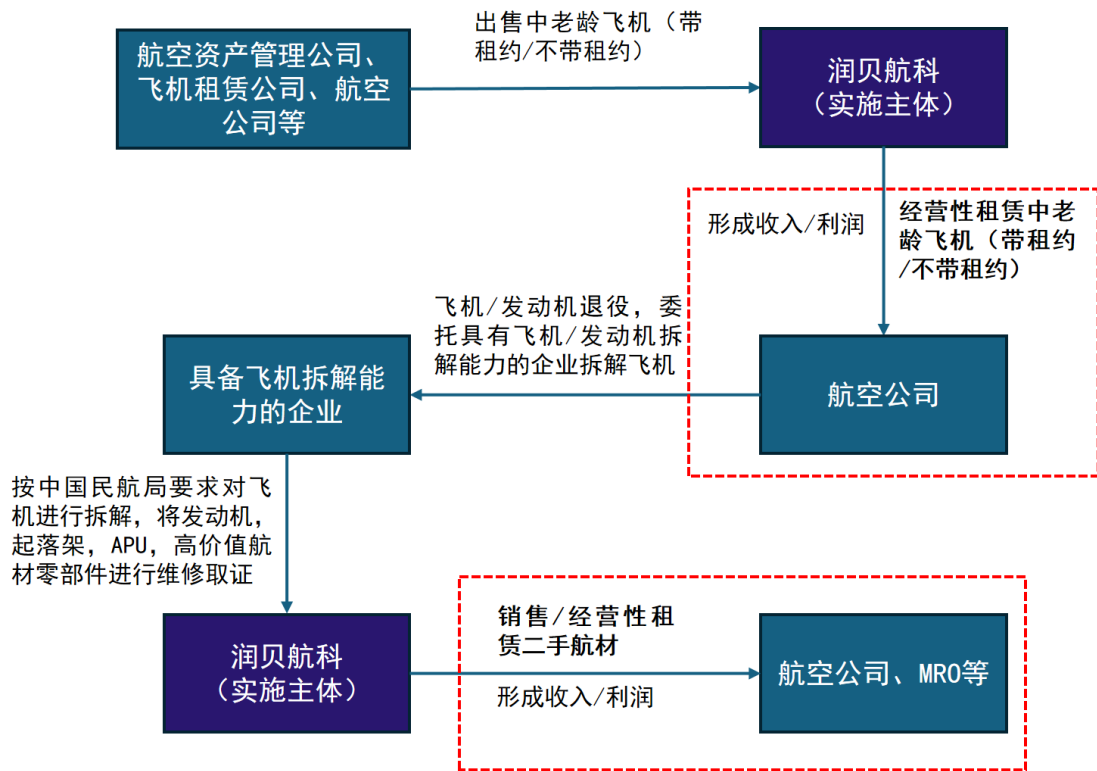 出售中老龄飞机（带
租约/不带租约）
航空资产管理公司、
飞机租赁公司、航空
公司等
润贝航科
（实施主体）
形成收入/利润
经营性租赁中老
龄飞机（带租约
/不带租约）
飞机/发动机退役，委
托具有飞机/发动机拆
解能力的企业拆解飞机
具备飞机拆解能
力的企业
航空公司
按中国民航局要求对飞
机进行拆解，将发动机，
起落架，APU，高价值航
材零部件进行维修取证
润贝航科
（实施主体）
销售/经营性租
赁二手航材
形成收入/利润
航空公司、MRO等